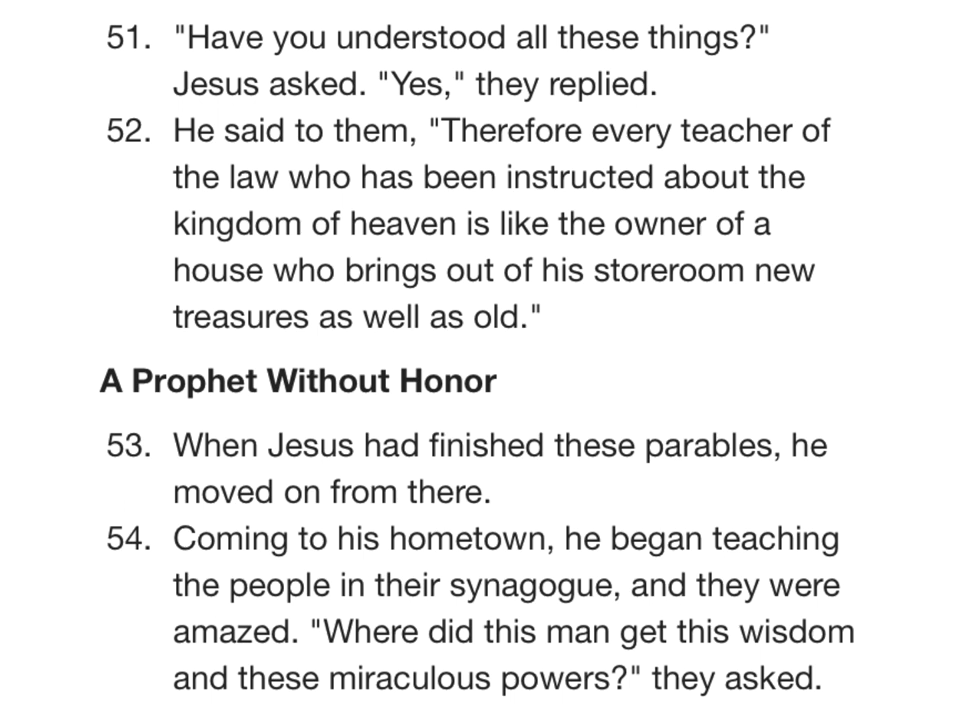 51. "Have you understood all these things?"
Jesus asked. "Yes," they replied.
52. He said to them, "Therefore every teacher of
the law who has been instructed about the
kingdom of heaven is like the owner of a
house who brings out of his storeroom new
treasures as well as old."
A Prophet Without Honor
53. When Jesus had finished these parables, he
moved on from there.
54. Coming to his hometown, he began teaching
the people in their synagogue, and they were
amazed. "Where did this man get this wisdom
and these miraculous powers?" they asked.